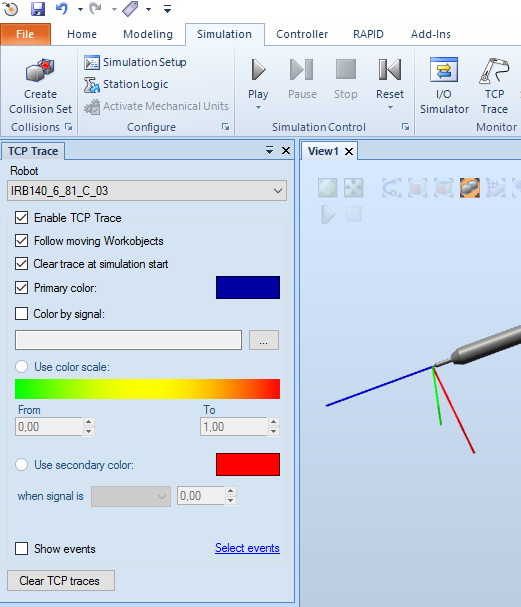 File Home Modeling Simulation Controller RAPID Add-Ins
Create
Collision Set
Simulation Setup
Station Logic
Activate Mechanical Units
Play Pause Stop Reset
I/O
Simulator
TCP
Trace
Collisions Configure Simulation Control Monitor
TCP Trace
View1
Robot
IRB140_6_81_C_03
Enable TCP Trace
Follow moving Workobjects
Clear trace at simulation start
Primary color:
Color by signal:
...
Use color scale:
From To
0,00 1,00
Use secondary color:
when signal is 0,00
Show events Select events
Clear TCP traces